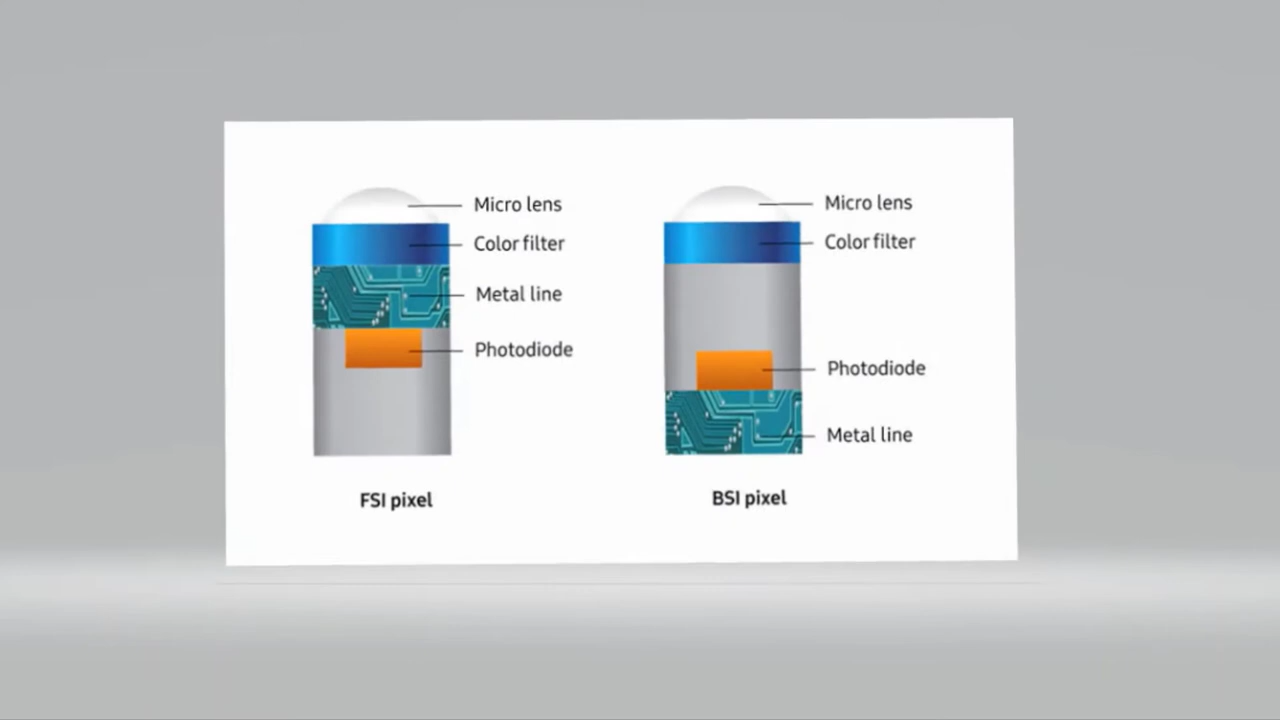 Micro lens
Color filter
Metal line
Photodiode
FSI pixel
Micro lens
Color filter
Photodiode
Metal line
BSI pixel